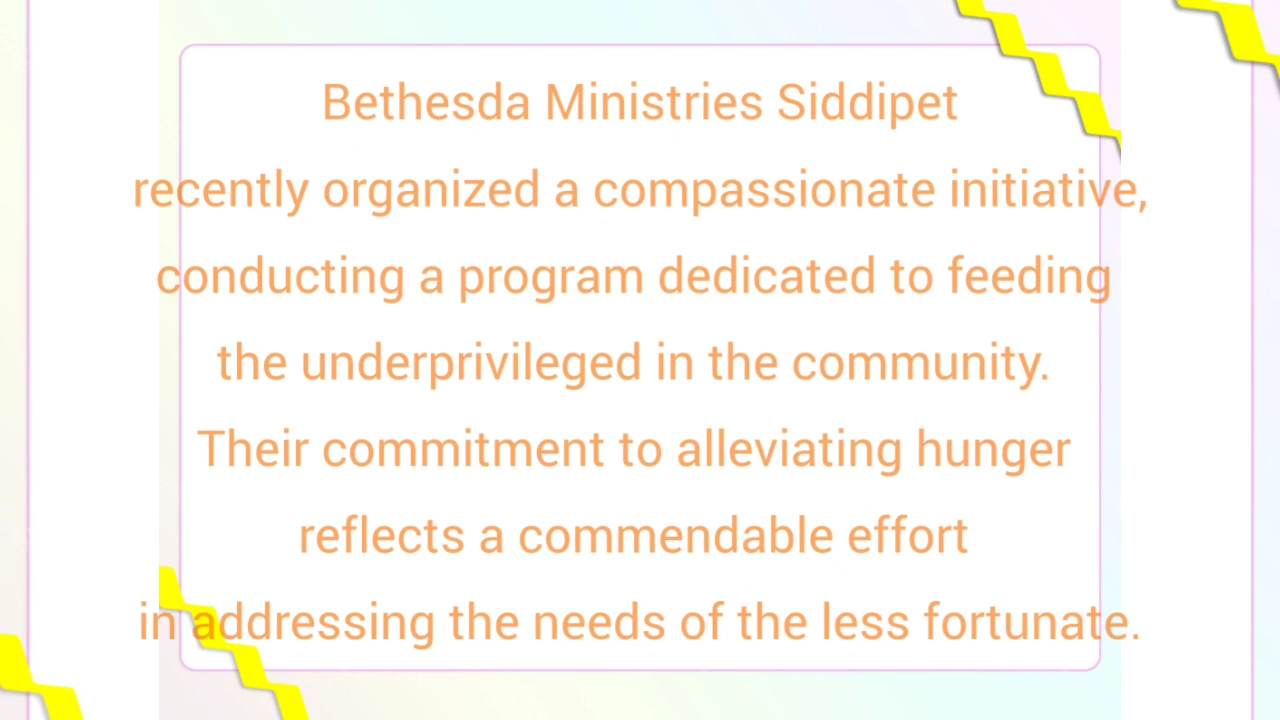 Bethesda Ministries Siddipet
recently organized a compassionate initiative,
conducting a program dedicated to feeding
the underprivileged in the community.
Their commitment to alleviating hunger
reflects a commendable effort
in addressing the needs of the less fortunate.